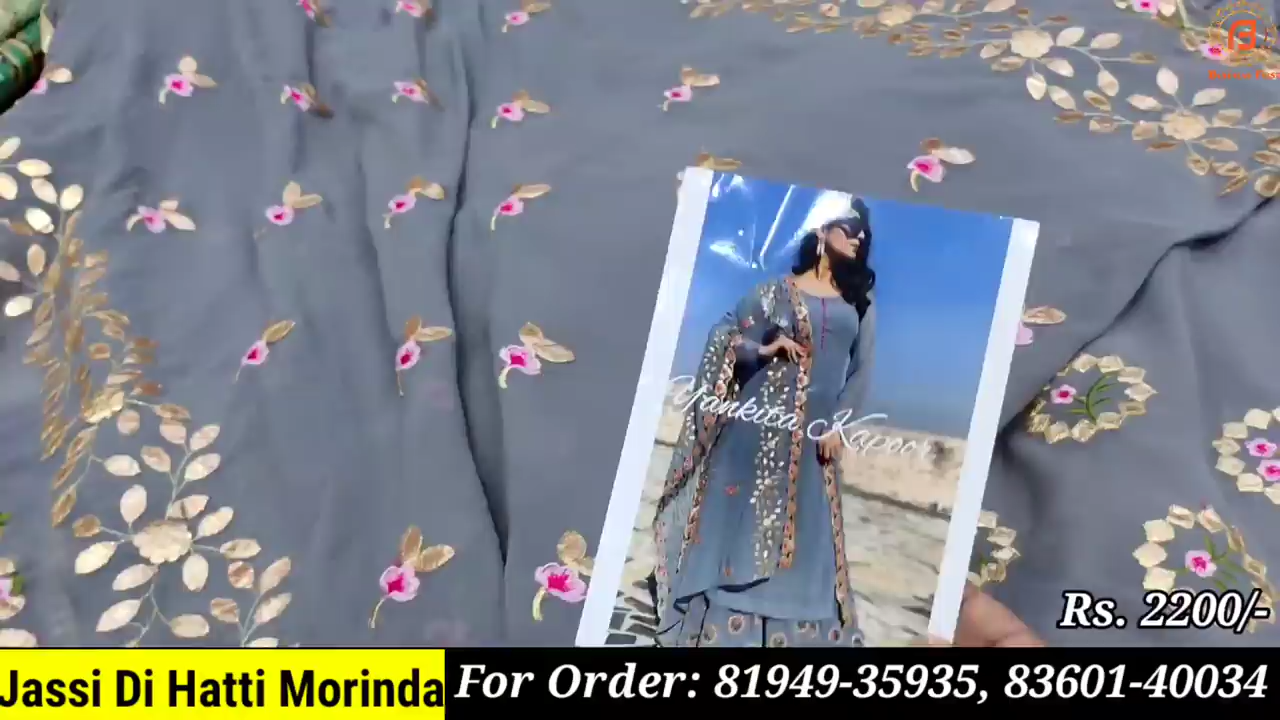 Yankita Kapoor
Rs. 2200/-
Jassi Di Hatti Morinda
For Order: 81949-35935, 83601-40034